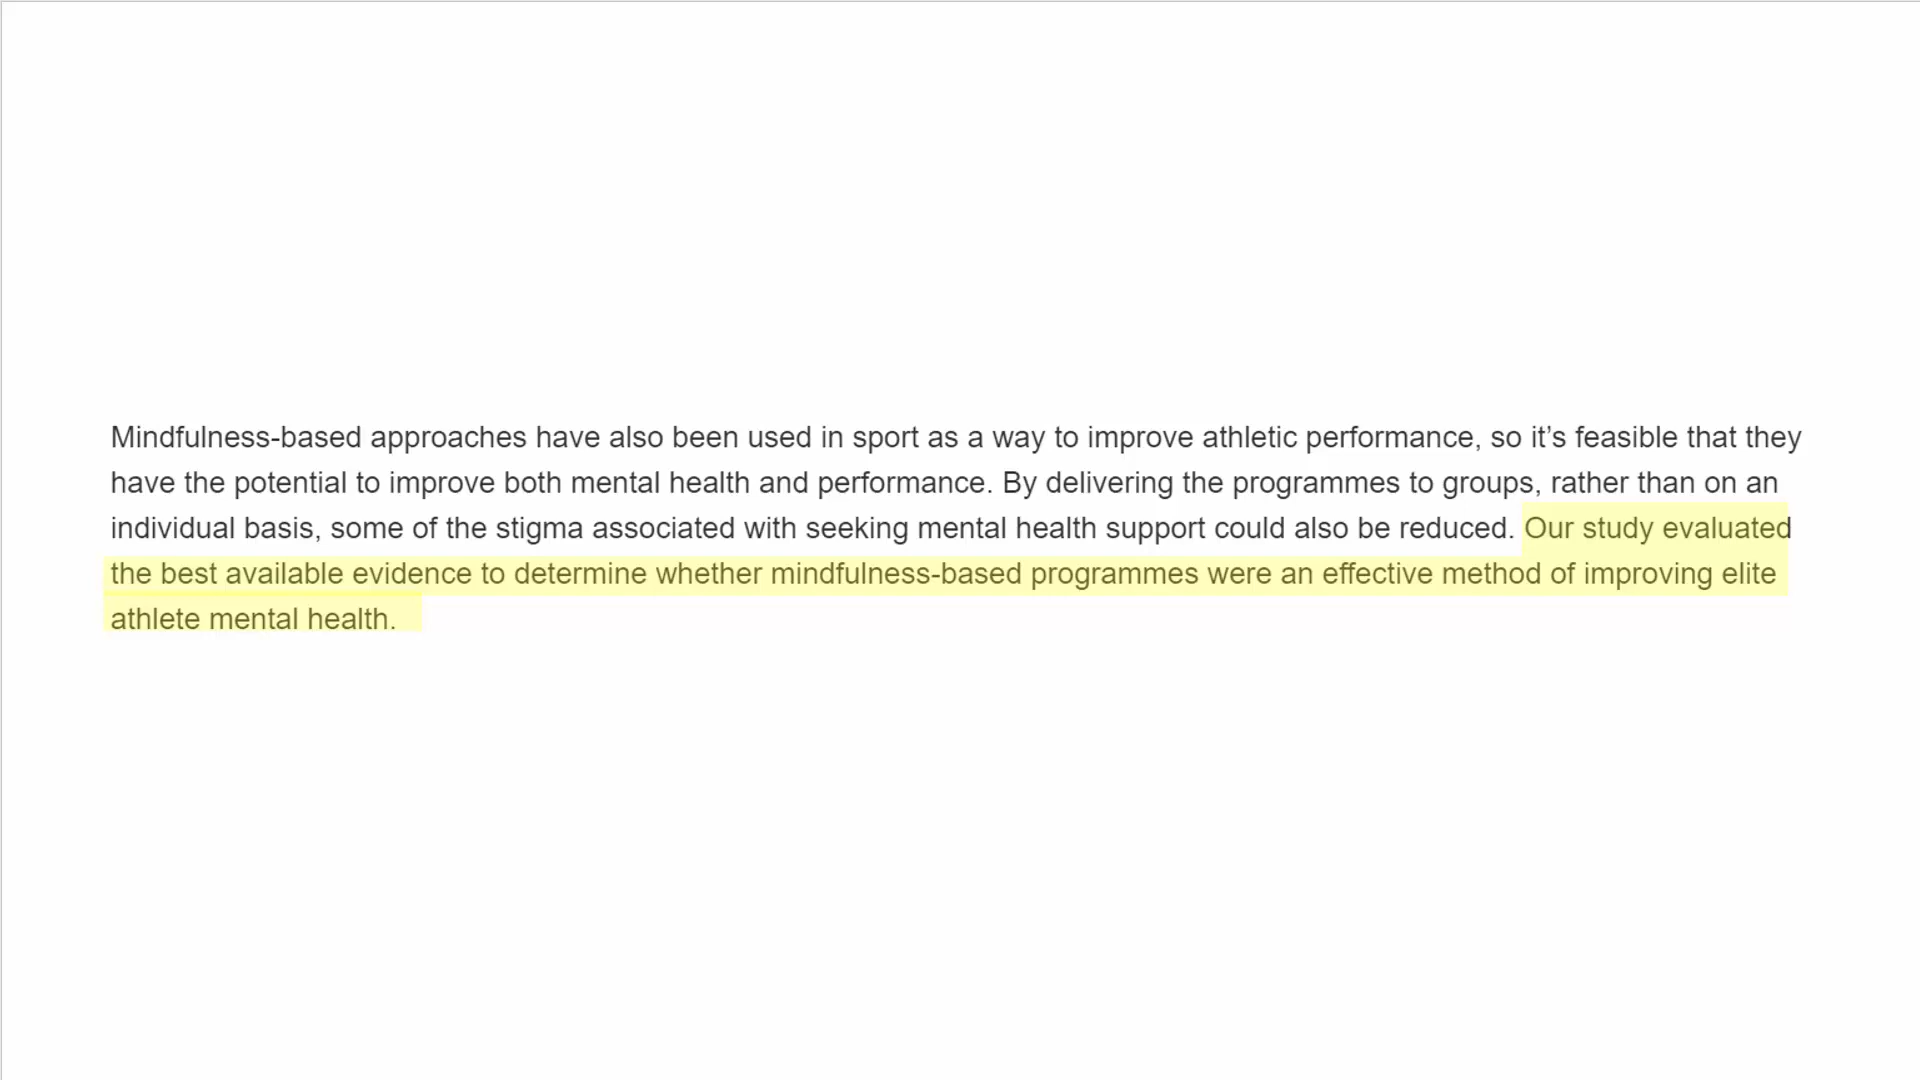 Mindfulness-based approaches have also been used in sport as a way to improve athletic performance, so it’s feasible that they
have the potential to improve both mental health and performance. By delivering the programmes to groups, rather than on an
individual basis, some of the stigma associated with seeking mental health support could also be reduced. Our study evaluated
the best available evidence to determine whether mindfulness-based programmes were an effective method of improving elite
athlete mental health.